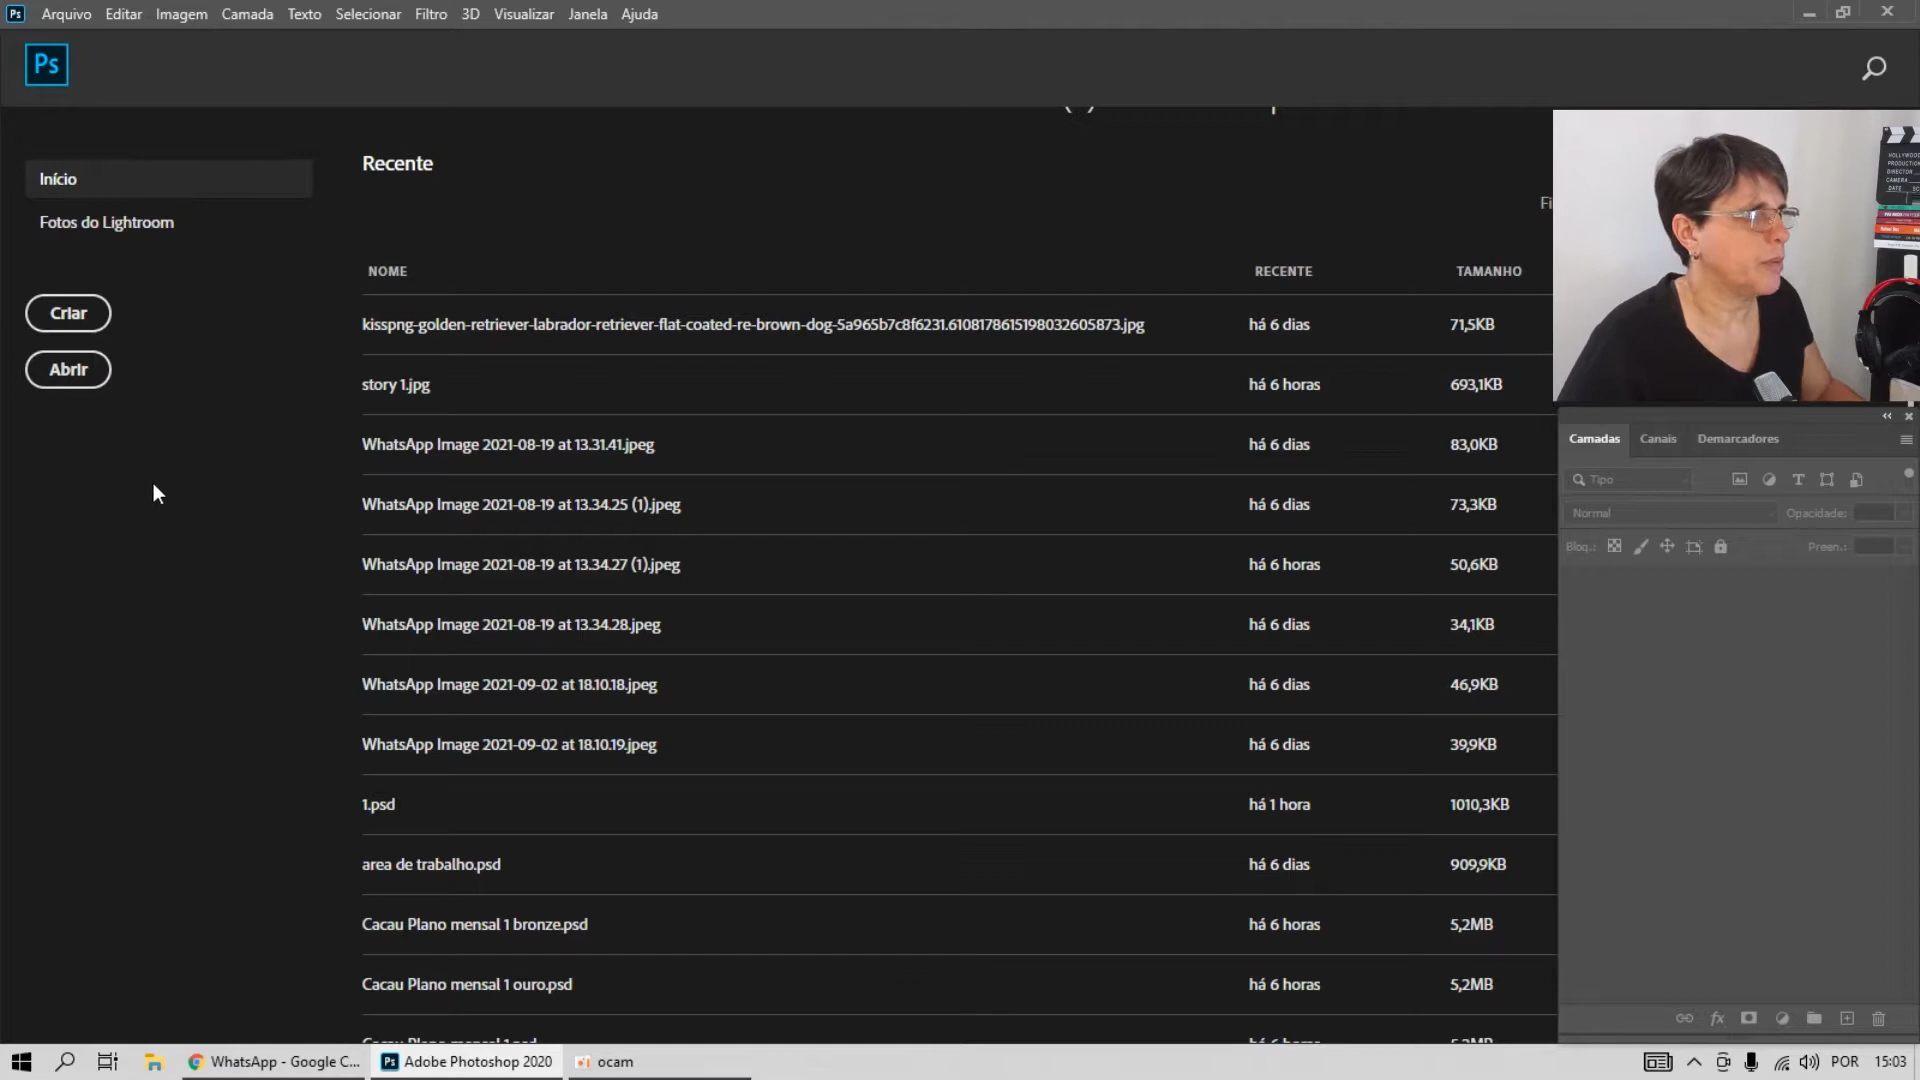 Ps Arquivo Editar Imagem Camada Texto Selecionar Filtro 3D Visualizar Janela Ajuda
Ps
Início
Fotos do Lightroom
Criar
Abrir
Recente
Fi
NOME RECENTE TAMANHO
kisspng-golden-retriever-labrador-retriever-flat-coated-re-brown-dog-5a965b7c8f6231.6108178615198032605873.jpg há 6 dias 71,5KB
story 1.jpg há 6 horas 693,1KB
WhatsApp Image 2021-08-19 at 13.31.41.jpeg há 6 dias 83,0KB
WhatsApp Image 2021-08-19 at 13.34.25 (1).jpeg há 6 dias 73,3KB
WhatsApp Image 2021-08-19 at 13.34.27 (1).jpeg há 6 horas 50,6KB
WhatsApp Image 2021-08-19 at 13.34.28.jpeg há 6 dias 34,1KB
WhatsApp Image 2021-09-02 at 18.10.18.jpeg há 6 dias 46,9KB
WhatsApp Image 2021-09-02 at 18.10.19.jpeg há 6 dias 39,9KB
1.psd há 1 hora 1010,3KB
area de trabalho.psd há 6 dias 909,9KB
Cacau Plano mensal 1 bronze.psd há 6 horas 5,2MB
Cacau Plano mensal 1 ouro.psd há 6 horas 5,2MB
HOLLYWOOD
PRODUCTION
DIRECTOR
CAMERA
DATE
Camadas Canais Demarcadores
Tipo
Normal Opacidade:
Bloq.: Preen.:
fx
WhatsApp - Google C... Ps Adobe Photoshop 2020 ocam POR 15:03